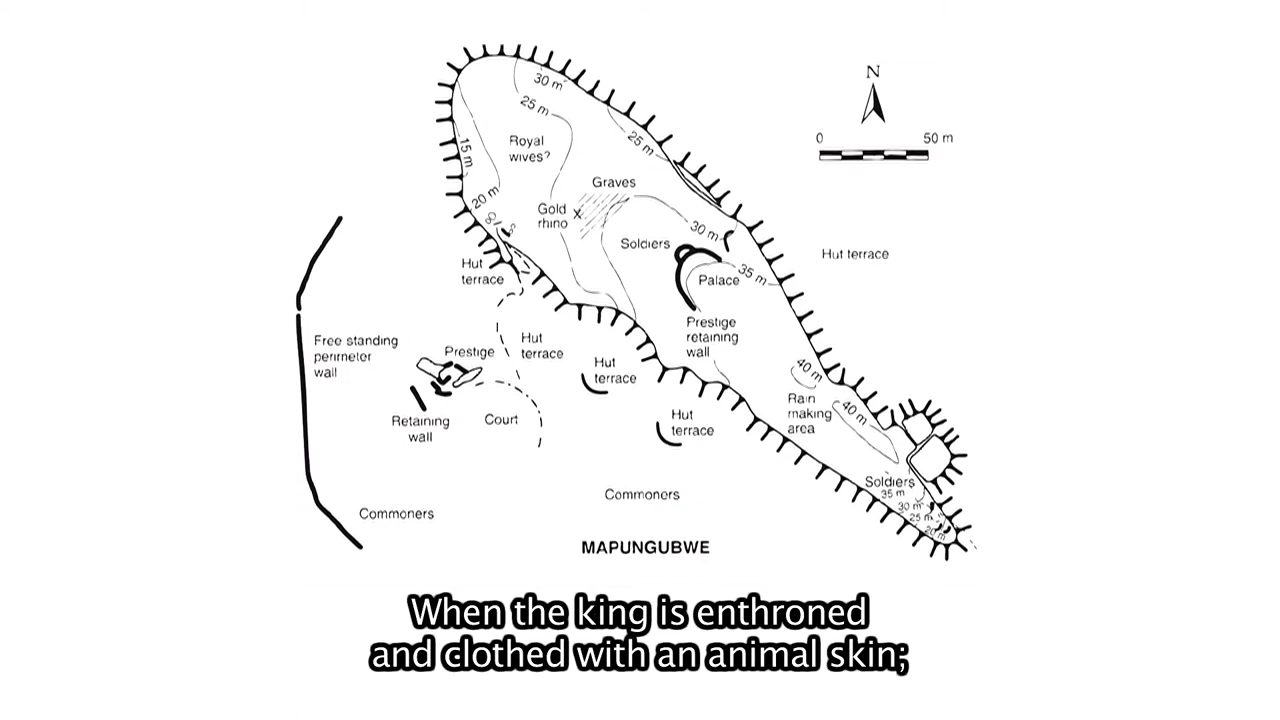 N
0
50 m
30 m
25 m
25 m
15 m
Royal
wives?
Graves
20 m
Gold
rhino
X
30 m
Soldiers
Hut terrace
Hut
terrace
Palace
35 m
Free standing
perimeter
wall
Prestige
Hut
terrace
Prestige
retaining
wall
Hut
terrace
40 m
Rain
making
area
40 m
Retaining
wall
Court
Hut
terrace
Soldiers
35 m
30 m
25 m
20 m
Commoners
Commoners
MAPUNGUBWE
When the king is enthroned
and clothed with an animal skin;